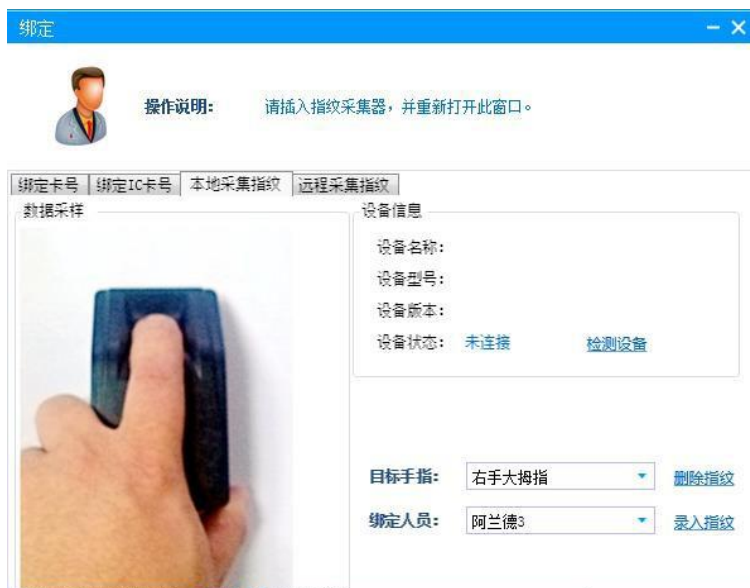 绑定
操作说明: 请插入指纹采集器,并重新打开此窗口。
绑定卡号 绑定IC卡号 本地采集指纹 远程采集指纹
数据采样
设备信息
设备名称:
设备型号:
设备版本:
设备状态: 未连接 检测设备
目标手指: 右手大拇指 删除指纹
绑定人员: 阿兰德3 录入指纹